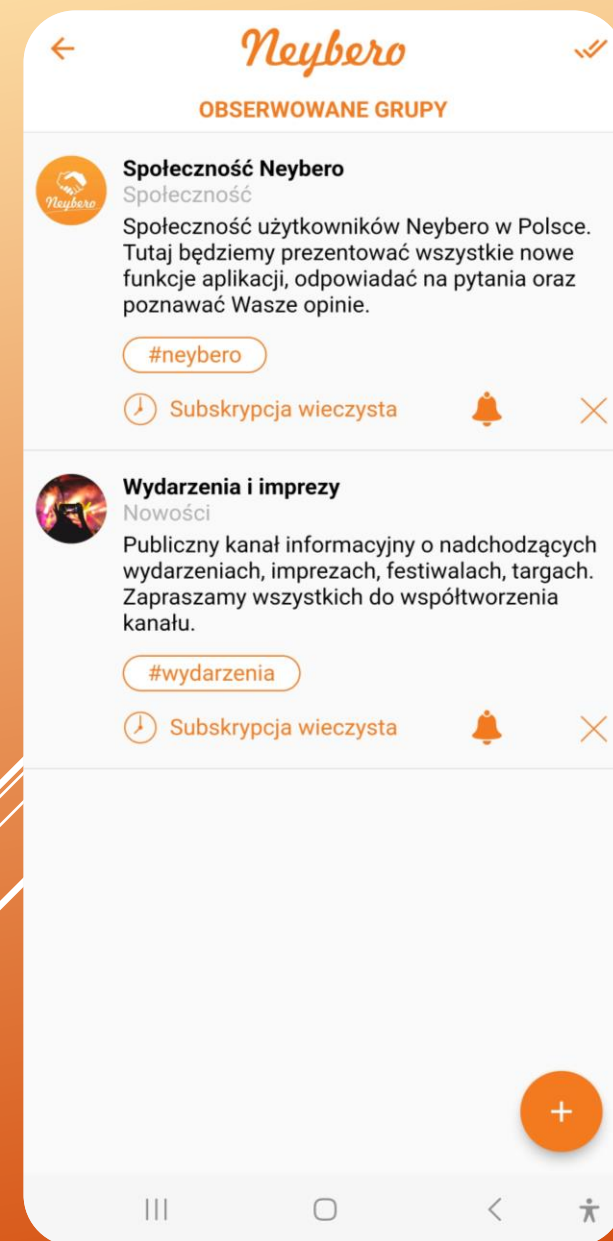 Neybero
OBSERWOWANE GRUPY
Neybero
Społeczność Neybero
Społeczność
Społeczność użytkowników Neybero w Polsce.
Tutaj będziemy prezentować wszystkie nowe
funkcje aplikacji, odpowiadać na pytania oraz
poznawać Wasze opinie.
#neybero
Subskrypcja wieczysta
Wydarzenia i imprezy
Nowości
Publiczny kanał informacyjny o nadchodzących
wydarzeniach, imprezach, festiwalach, targach.
Zapraszamy wszystkich do współtworzenia
kanału.
#wydarzenia
Subskrypcja wieczysta